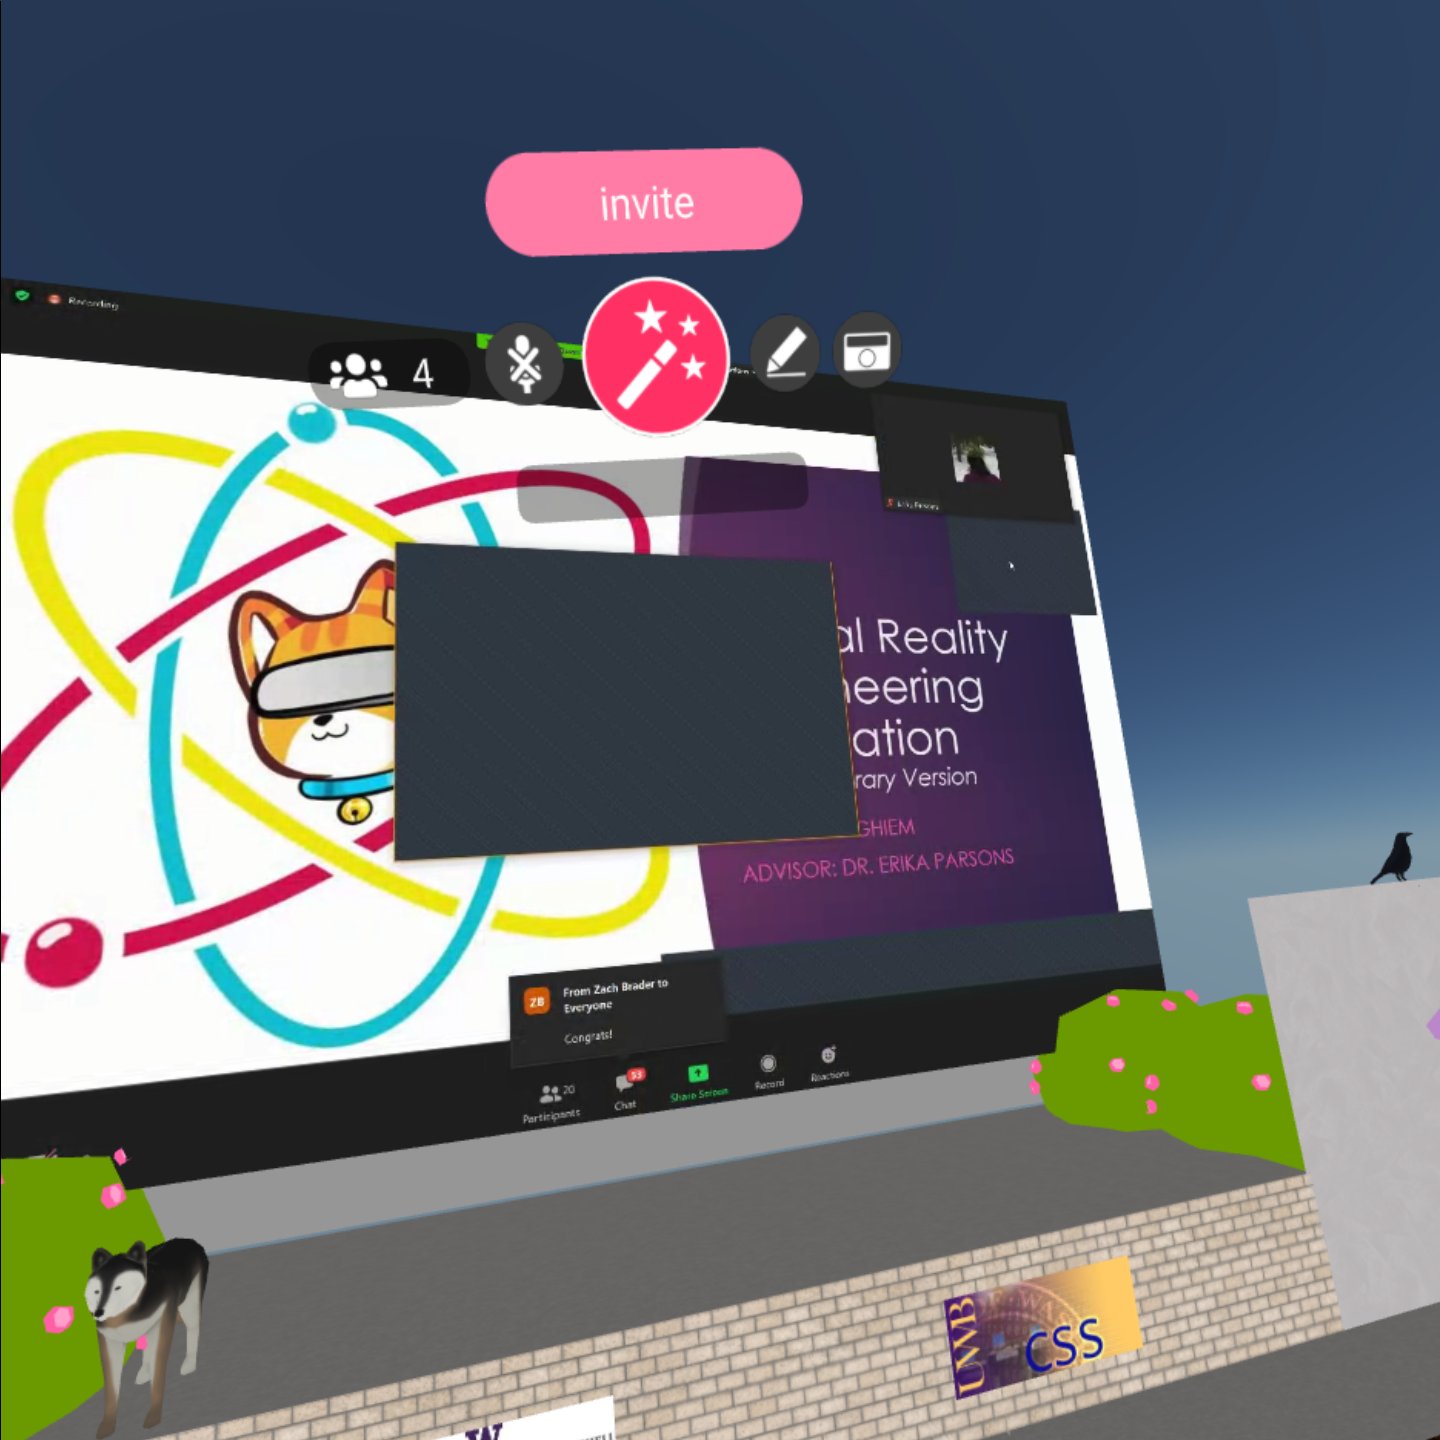 invite
Recording
4
al Reality
neering
ation
rary Version
GHIEM
ADVISOR: DR. ERIKA PARSONS
ZB
From Zach Brader to
Everyone
Congrats!
20
Participants
53
Chat
Share Screen
Record
Reactions
UWB
CSS
W